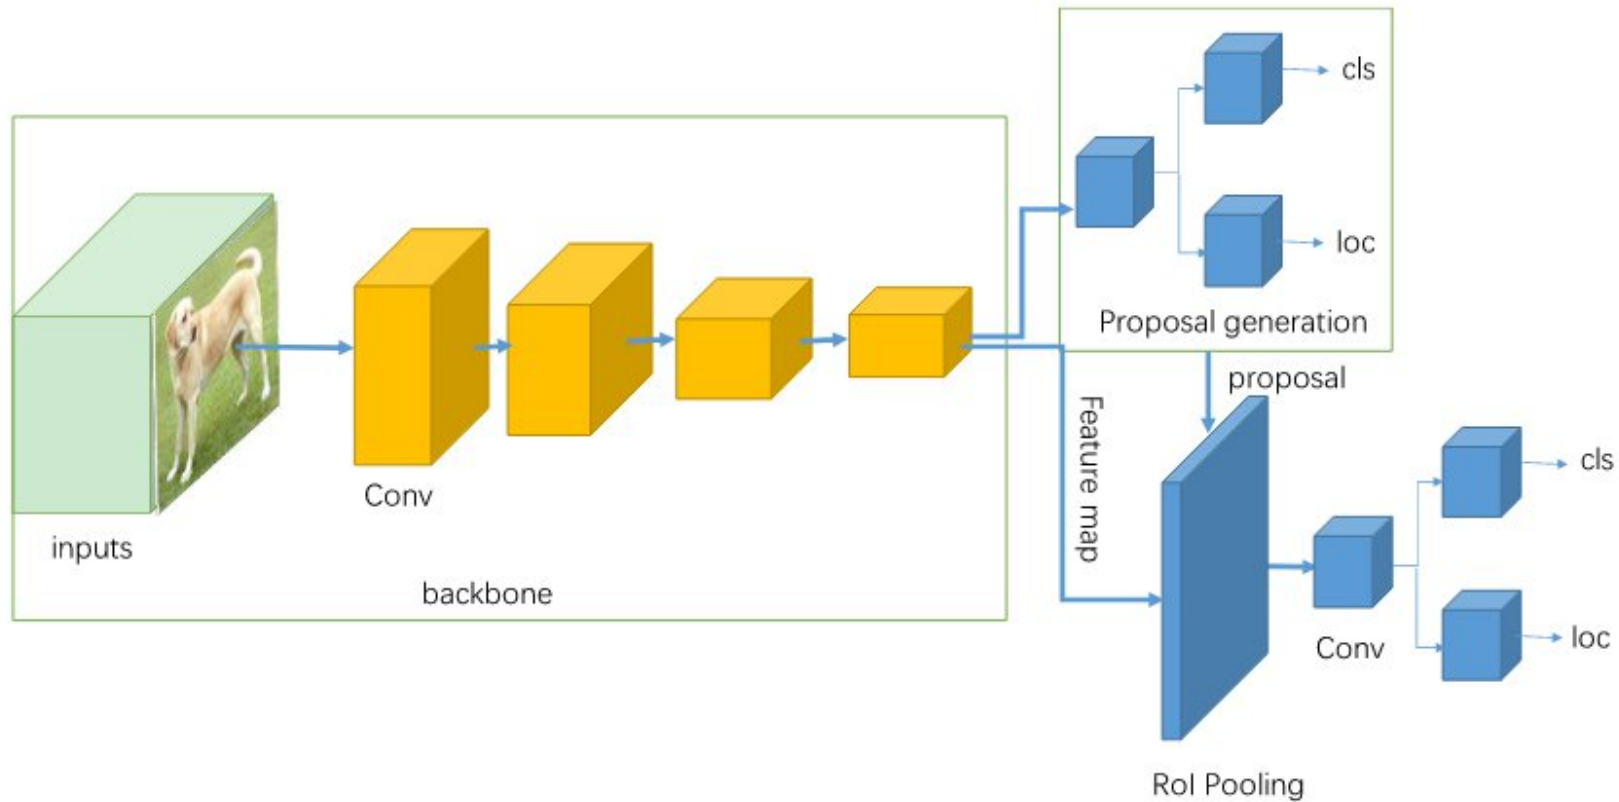 cls
loc
Proposal generation
proposal
Feature map
Conv
inputs
backbone
cls
Conv
loc
RoI Pooling